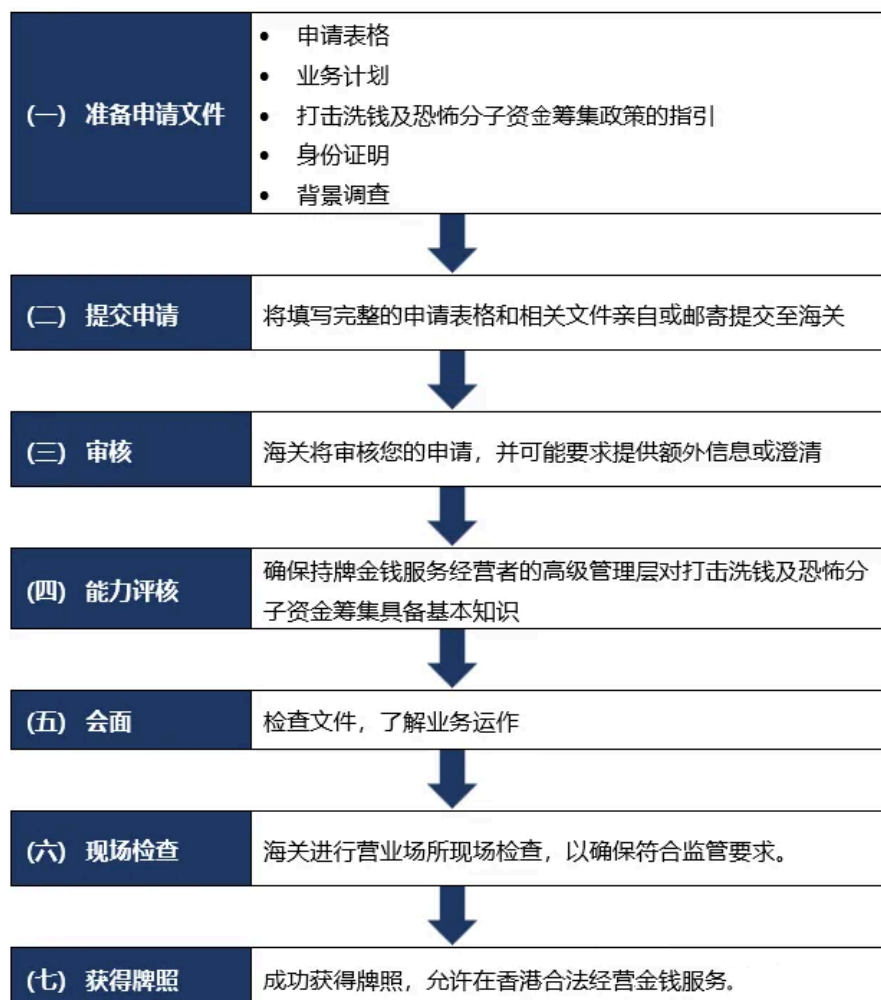 (一) 准备申请文件
• 申请表格
• 业务计划
• 打击洗钱及恐怖分子资金筹集政策的指引
• 身份证明
• 背景调查
(二) 提交申请
将填写完整的申请表格和相关文件亲自或邮寄提交至海关
(三) 审核
海关将审核您的申请，并可能要求提供额外信息或澄清
(四) 能力评核
确保持牌金钱服务经营者的高级管理层对打击洗钱及恐怖分
子资金筹集具备基本知识
(五) 会面
检查文件，了解业务运作
(六) 现场检查
海关进行营业场所现场检查，以确保符合监管要求。
(七) 获得牌照
成功获得牌照，允许在香港合法经营金钱服务。